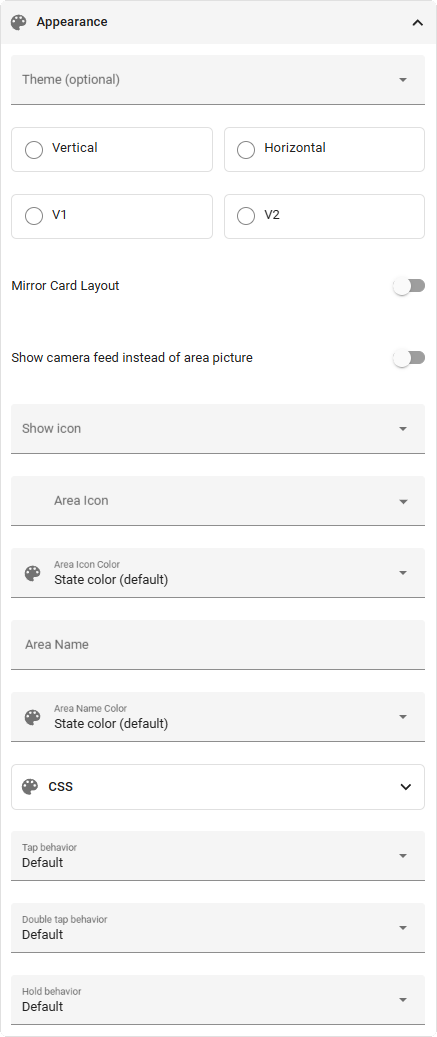 Appearance
Theme (optional)
Vertical
Horizontal
V1
V2
Mirror Card Layout
Show camera feed instead of area picture
Show icon
Area Icon
Area Icon Color
State color (default)
Area Name
Area Name Color
State color (default)
CSS
Tap behavior
Default
Double tap behavior
Default
Hold behavior
Default